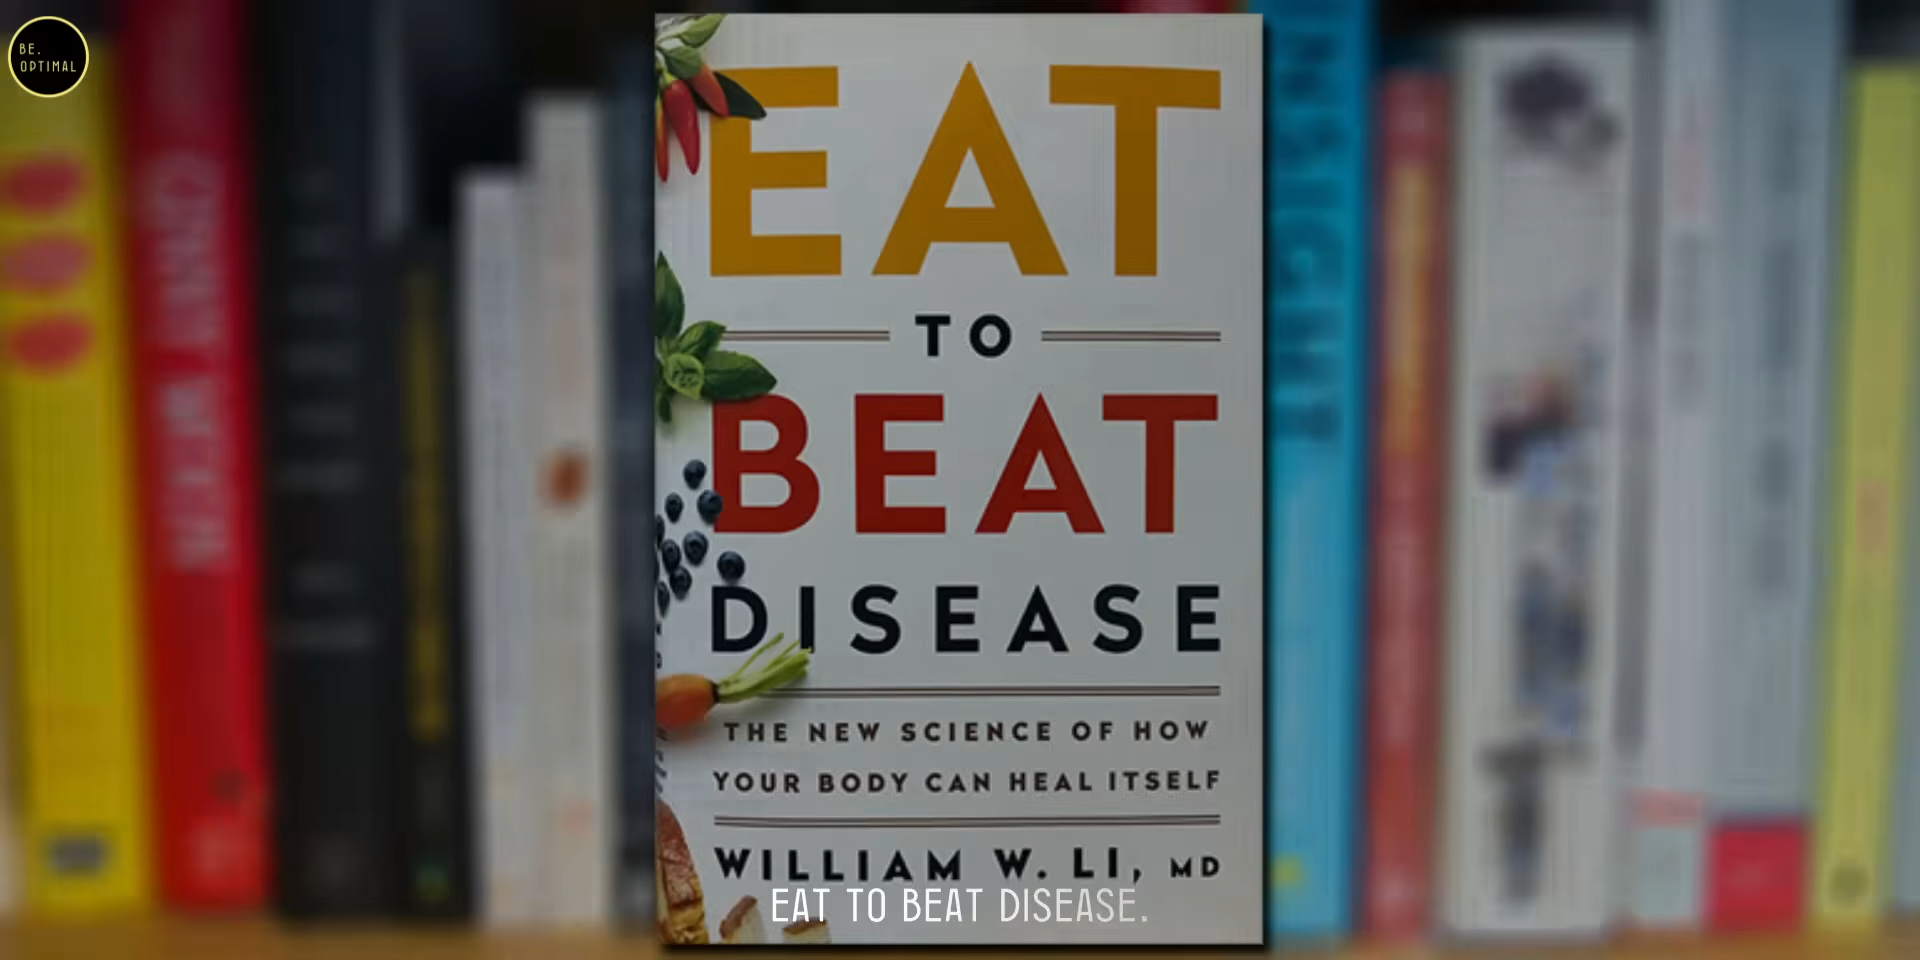 BE.
OPTIMAL
EAT
TO
BEAT
DISEASE
THE NEW SCIENCE OF HOW
YOUR BODY CAN HEAL ITSELF
WILLIAM W. LI, MD
EAT TO BEAT DISEASE.
INSIGHT